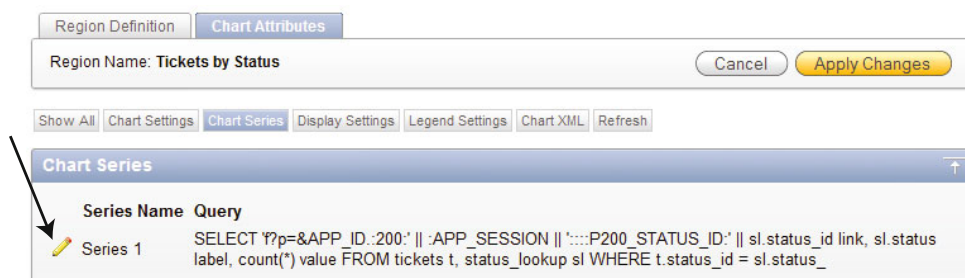 Region Definition Chart Attributes
Region Name: Tickets by Status Cancel Apply Changes
Show All Chart Settings Chart Series Display Settings Legend Settings Chart XML Refresh
Chart Series
Series Name Query
Series 1 SELECT 'f?p=&APP_ID.:200:' || :APP_SESSION || '::::P200_STATUS_ID:' || sl.status_id link, sl.status
label, count(*) value FROM tickets t, status_lookup sl WHERE t.status_id = sl.status_